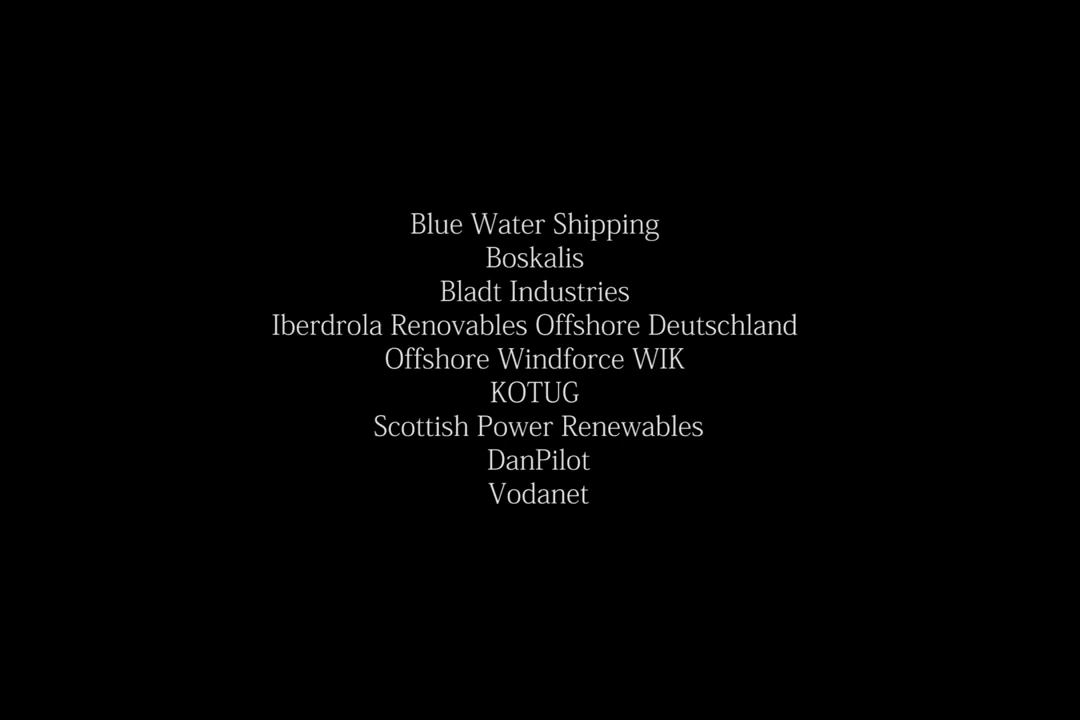 Blue Water Shipping
Boskalis
Bladt Industries
Iberdrola Renovables Offshore Deutschland
Offshore Windforce WIK
KOTUG
Scottish Power Renewables
DanPilot
Vodanet